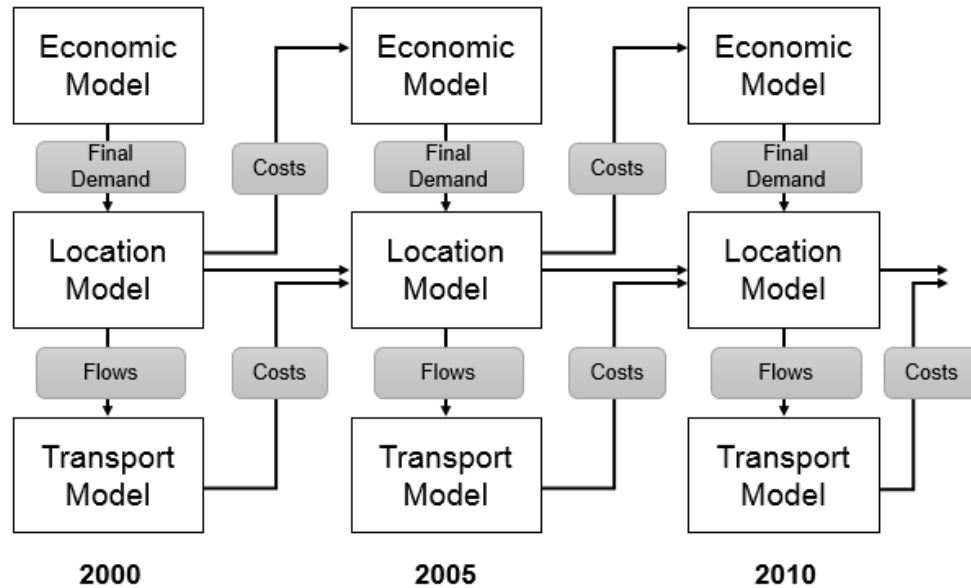 Economic
Model
Economic
Model
Economic
Model
Final
Demand
Costs
Final
Demand
Costs
Final
Demand
Location
Model
Location
Model
Location
Model
Flows
Costs
Flows
Costs
Flows
Costs
Transport
Model
Transport
Model
Transport
Model
2000
2005
2010